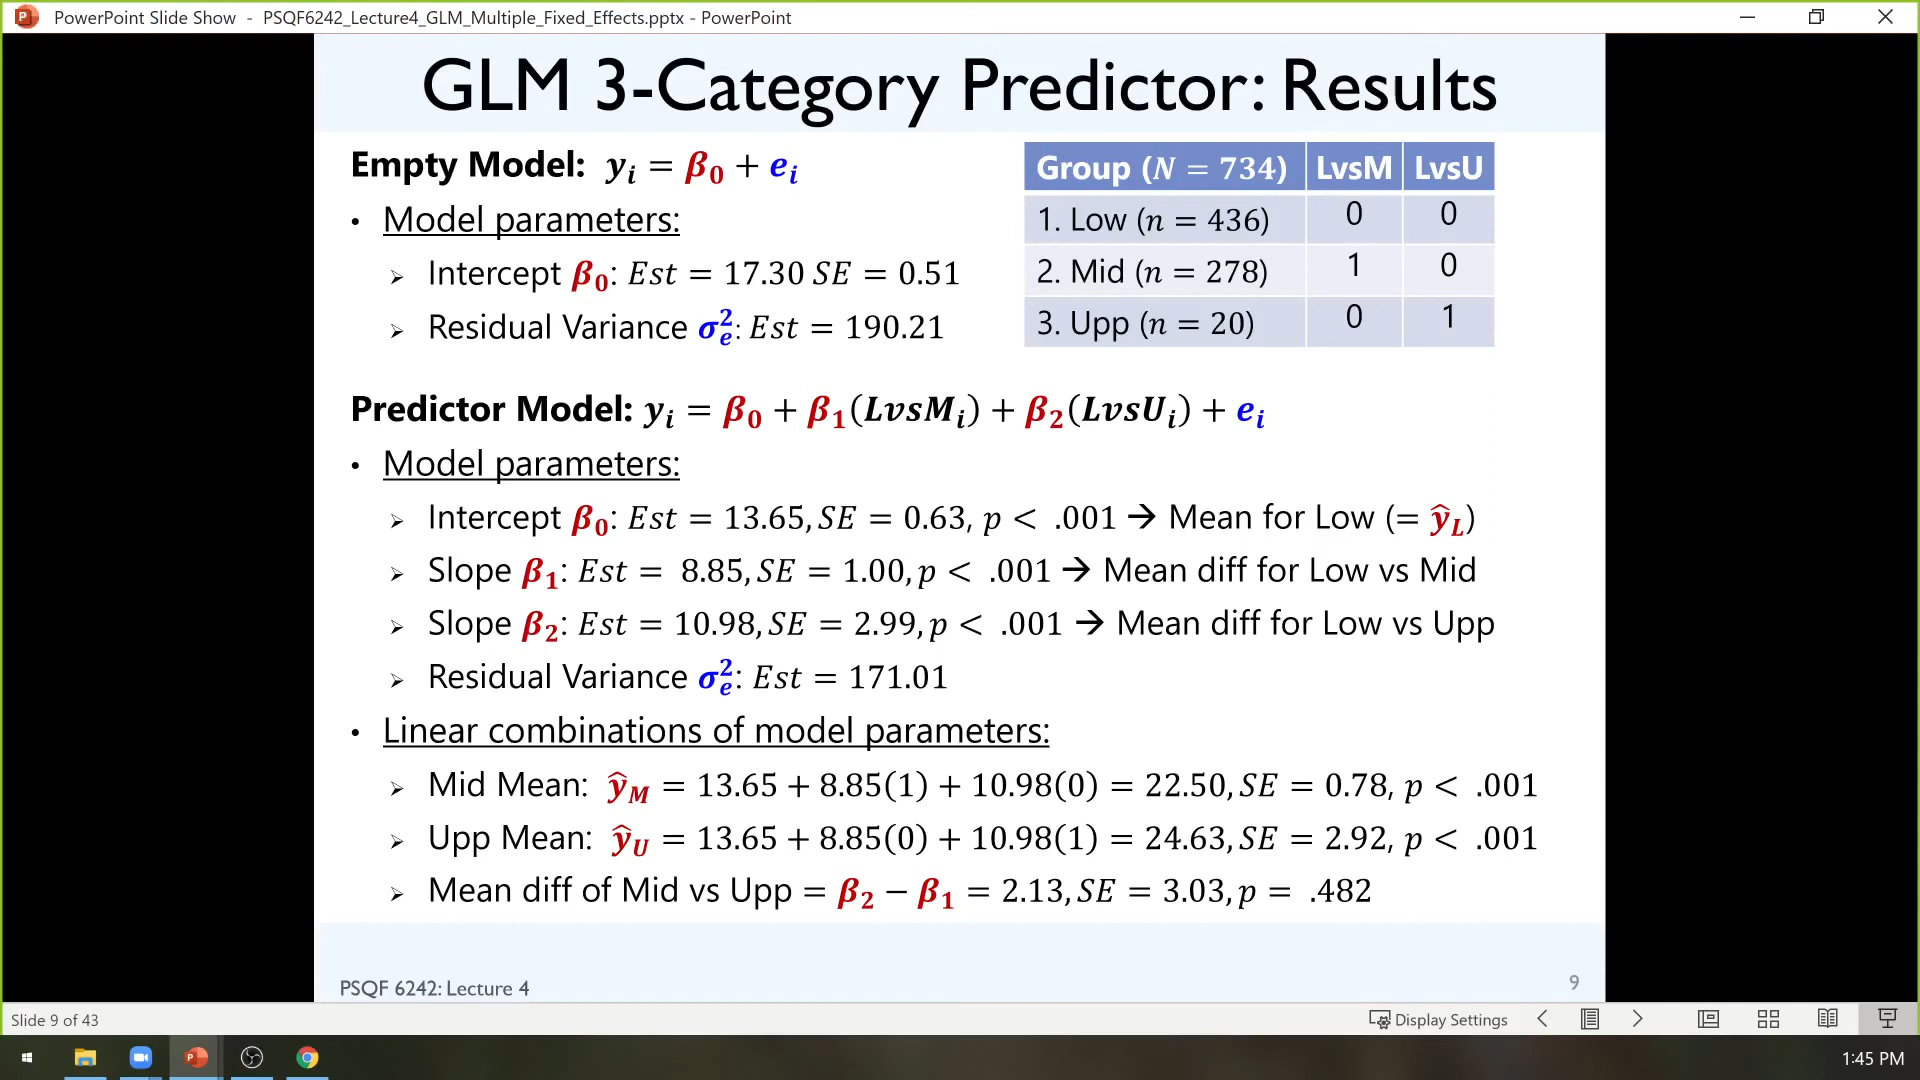 PowerPoint Slide Show - PSQF6242_Lecture4_GLM_Multiple_Fixed_Effects.pptx - PowerPoint
GLM 3-Category Predictor: Results
Empty Model: yᵢ = β₀ + eᵢ
• Model parameters:
➢ Intercept β₀: Est = 17.30 SE = 0.51
➢ Residual Variance σₑ²: Est = 190.21
Group (N = 734) LvsM LvsU
1. Low (n = 436) 0 0
2. Mid (n = 278) 1 0
3. Upp (n = 20) 0 1
Predictor Model: yᵢ = β₀ + β₁(LvsMᵢ) + β₂(LvsUᵢ) + eᵢ
• Model parameters:
➢ Intercept β₀: Est = 13.65, SE = 0.63, p < .001 → Mean for Low (= ŷ_L)
➢ Slope β₁: Est = 8.85, SE = 1.00, p < .001 → Mean diff for Low vs Mid
➢ Slope β₂: Est = 10.98, SE = 2.99, p < .001 → Mean diff for Low vs Upp
➢ Residual Variance σₑ²: Est = 171.01
• Linear combinations of model parameters:
➢ Mid Mean: ŷ_M = 13.65 + 8.85(1) + 10.98(0) = 22.50, SE = 0.78, p < .001
➢ Upp Mean: ŷ_U = 13.65 + 8.85(0) + 10.98(1) = 24.63, SE = 2.92, p < .001
➢ Mean diff of Mid vs Upp = β₂ − β₁ = 2.13, SE = 3.03, p = .482
PSQF 6242: Lecture 4
9
Slide 9 of 43
Display Settings
1:45 PM